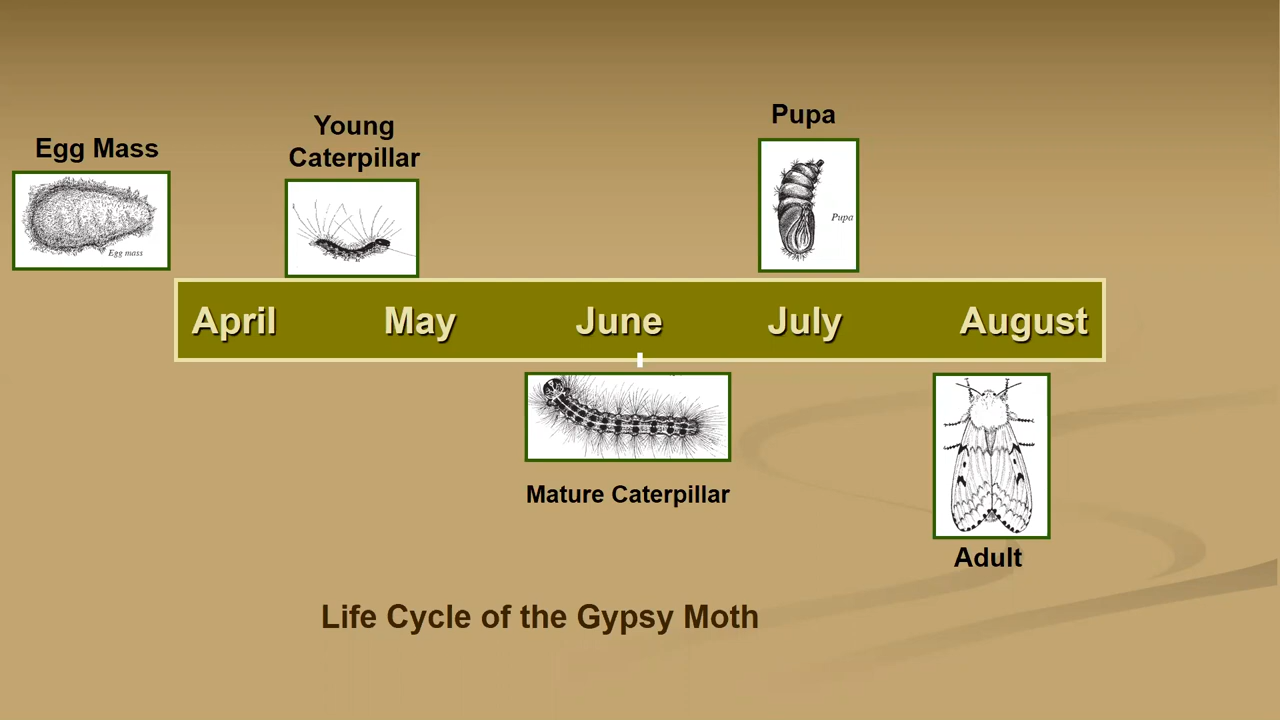 Egg Mass
Egg mass
Young
Caterpillar
Pupa
Pupa
April May June July August
Mature Caterpillar
Adult
Life Cycle of the Gypsy Moth